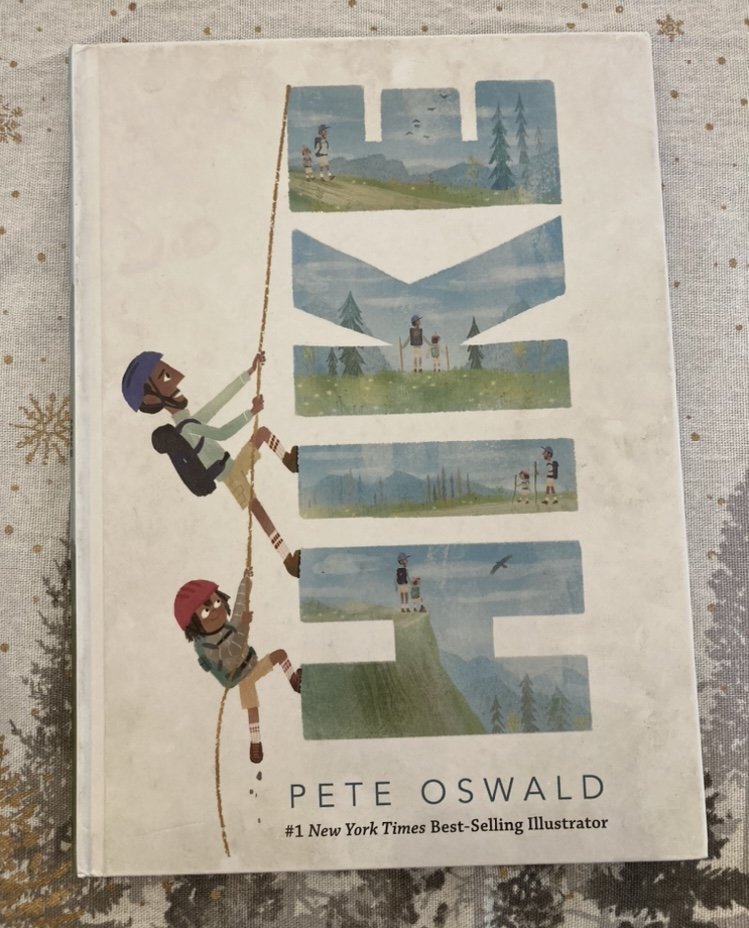 HIKE
PETE OSWALD
#1 New York Times Best-Selling Illustrator